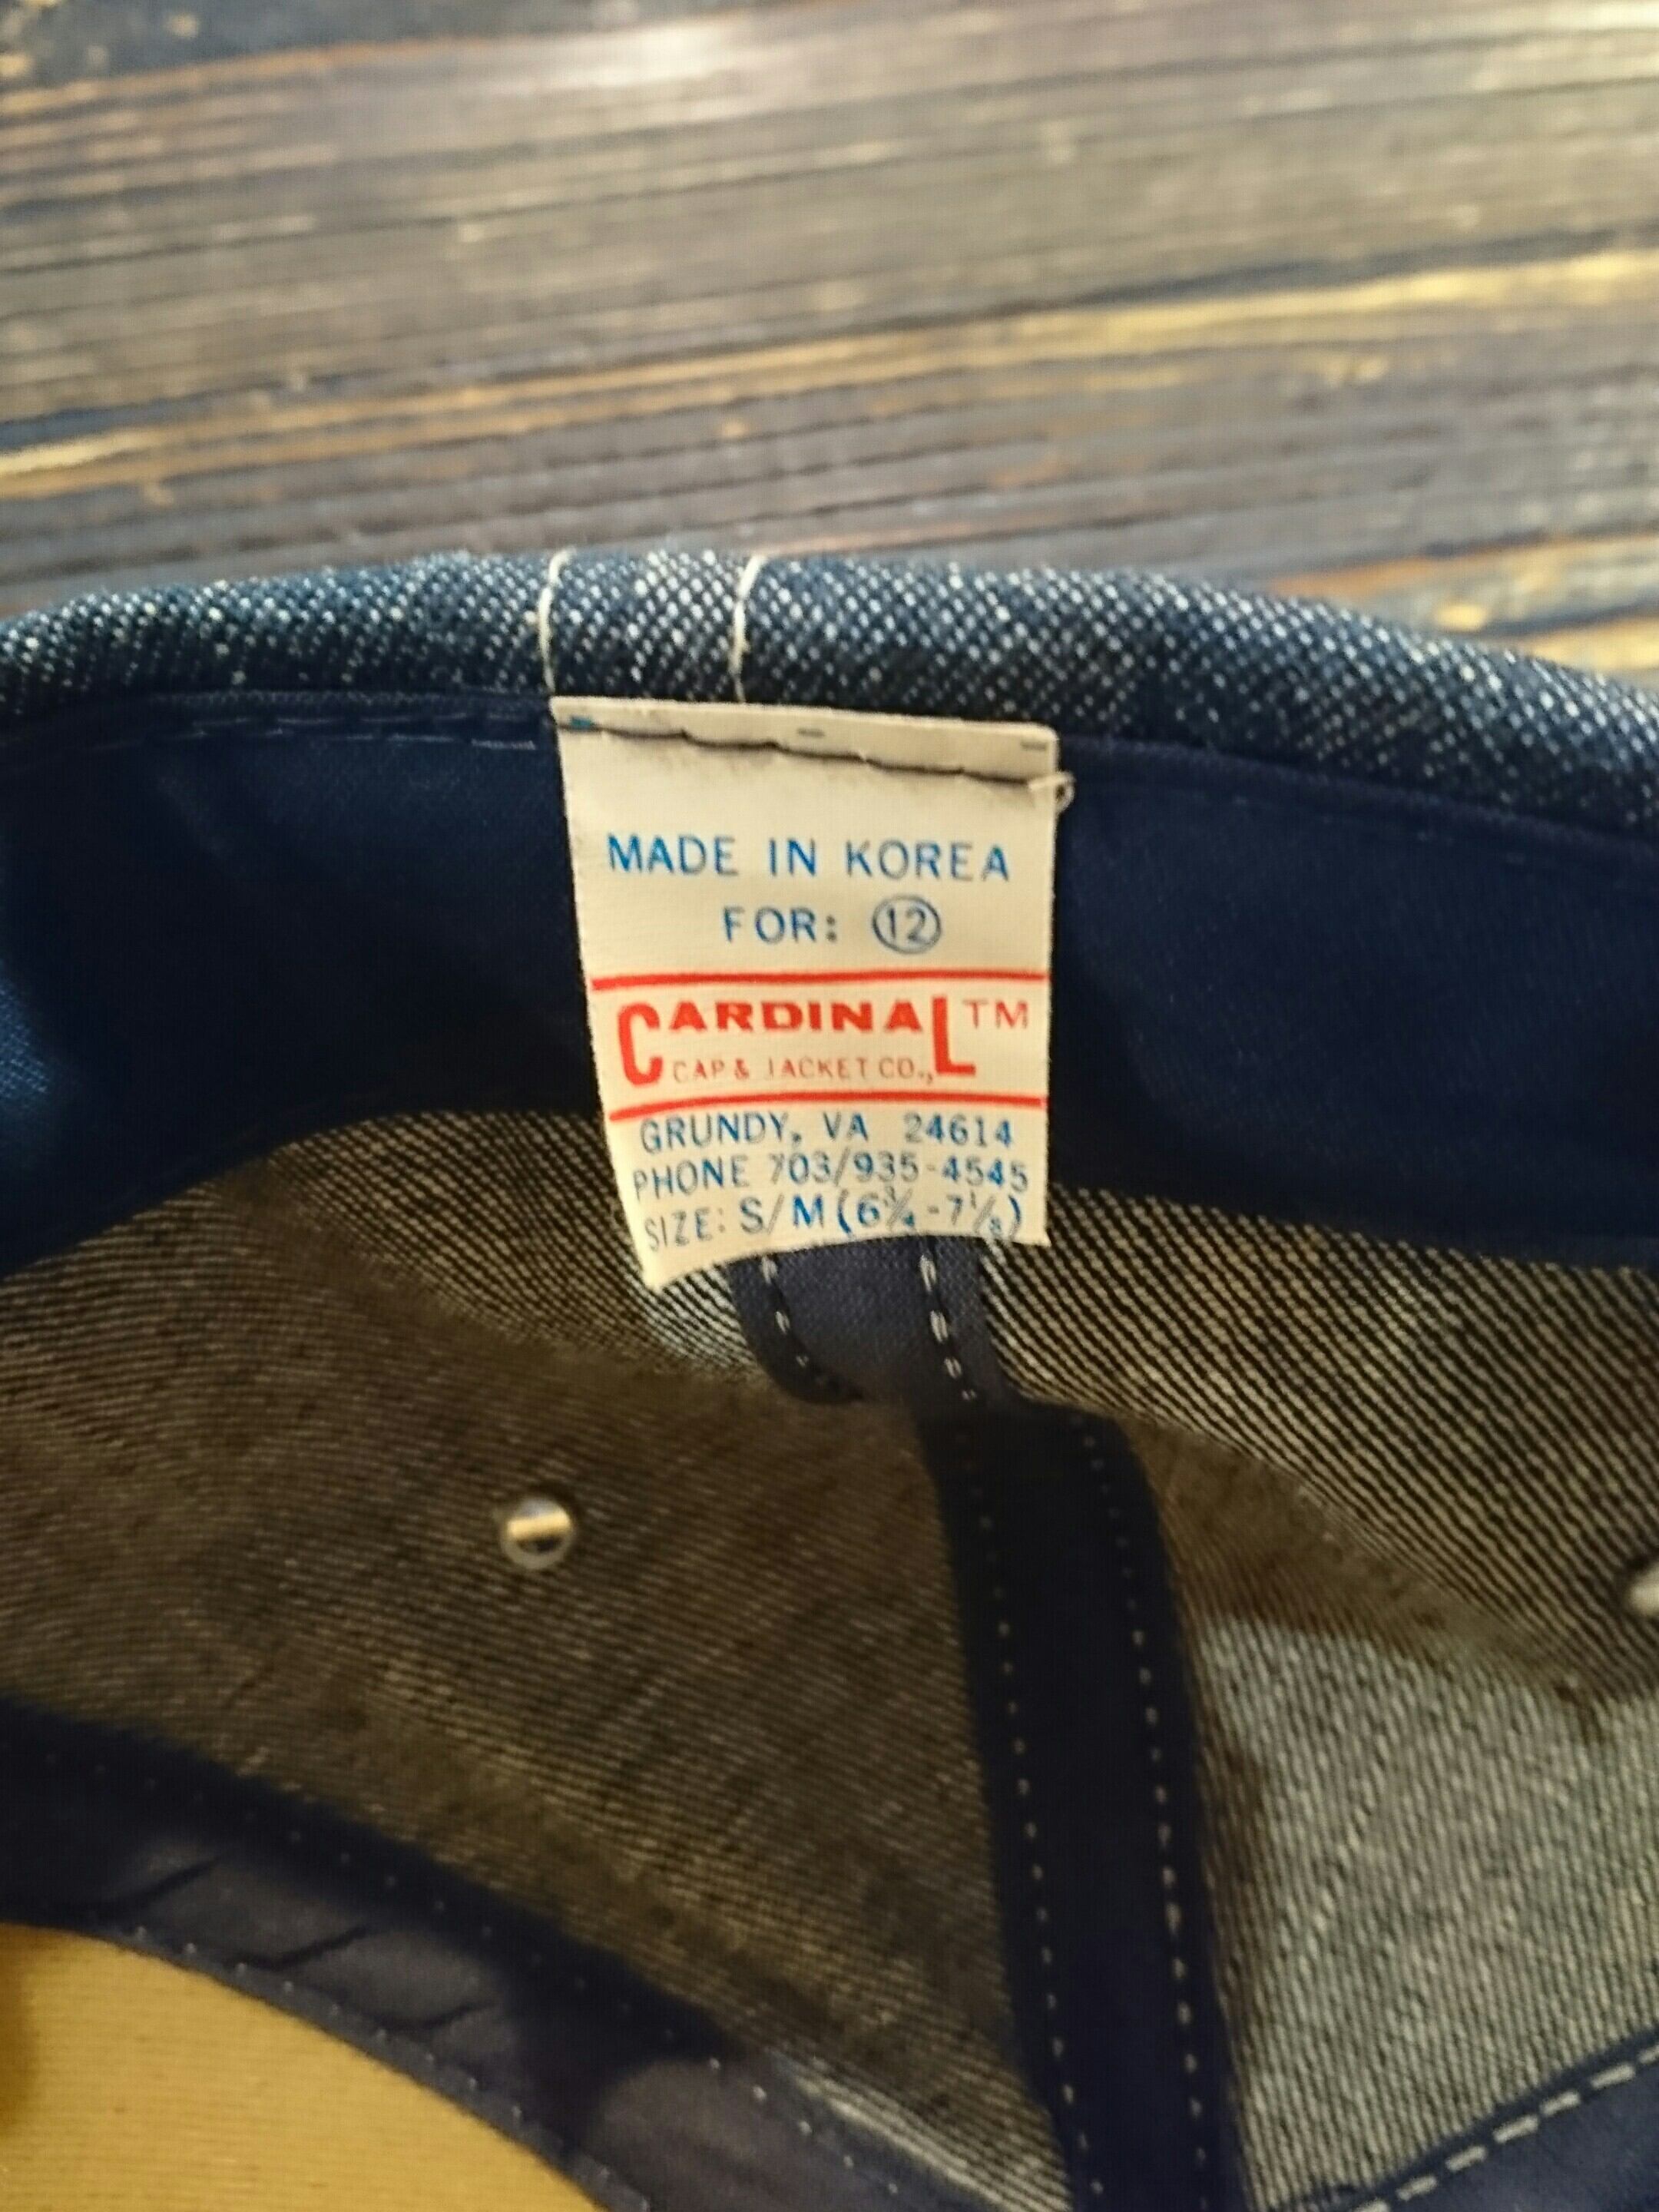 MADE IN KOREA
FOR: ⑫
CARDINAL™
CAP & JACKET CO.,
GRUNDY, VA 24614
PHONE 703/935-4545
SIZE: S/M (6¾-7⅛)